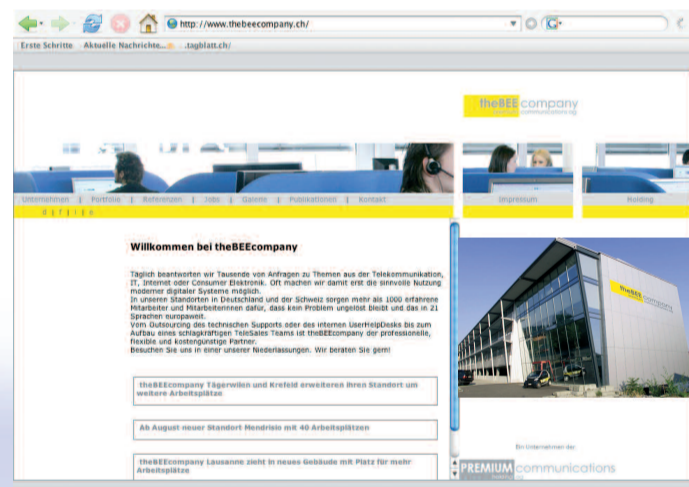 http://www.thebeecompany.ch/
Erste Schritte Aktuelle Nachrichte... .tagblatt.ch/
theBEE company
communications ag
Unternehmen | Portfolio | Referenzen | Jobs | Galerie | Publikationen | Kontakt
Impressum
Holding
D | F | I | E
Willkommen bei theBEEcompany
Täglich beantworten wir Tausende von Anfragen zu Themen aus der Telekommunikation,
IT, Internet oder Consumer Elektronik. Oft machen wir damit erst die sinnvolle Nutzung
moderner digitaler Systeme möglich.
In unseren Standorten in Deutschland und der Schweiz sorgen mehr als 1000 erfahrene
Mitarbeiter und Mitarbeiterinnen dafür, dass kein Problem ungelöst bleibt und das in 21
Sprachen europaweit.
Vom Outsourcing des technischen Supports oder des internen UserHelpDesks bis zum
Aufbau eines schlagkräftigen TeleSales Teams ist theBEEcompany der professionelle,
flexible und kostengünstige Partner.
Besuchen Sie uns in einer unserer Niederlassungen. Wir beraten Sie gern!
theBEEcompany Tägerwilen und Krefeld erweiteren ihren Standort um
weitere Arbeitsplätze
Ab August neuer Standort Mendrisio mit 40 Arbeitsplätzen
theBEEcompany Lausanne zieht in neues Gebäude mit Platz für mehr
Arbeitsplätze
theBEE company
Ein Unternehmen der
PREMIUM communications